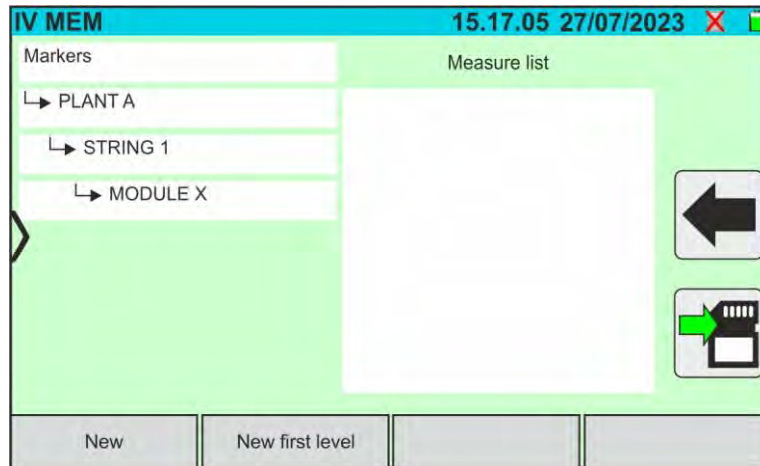 IV MEM 15.17.05 27/07/2023
Markers
Measure list
PLANT A
STRING 1
MODULE X
New
New first level